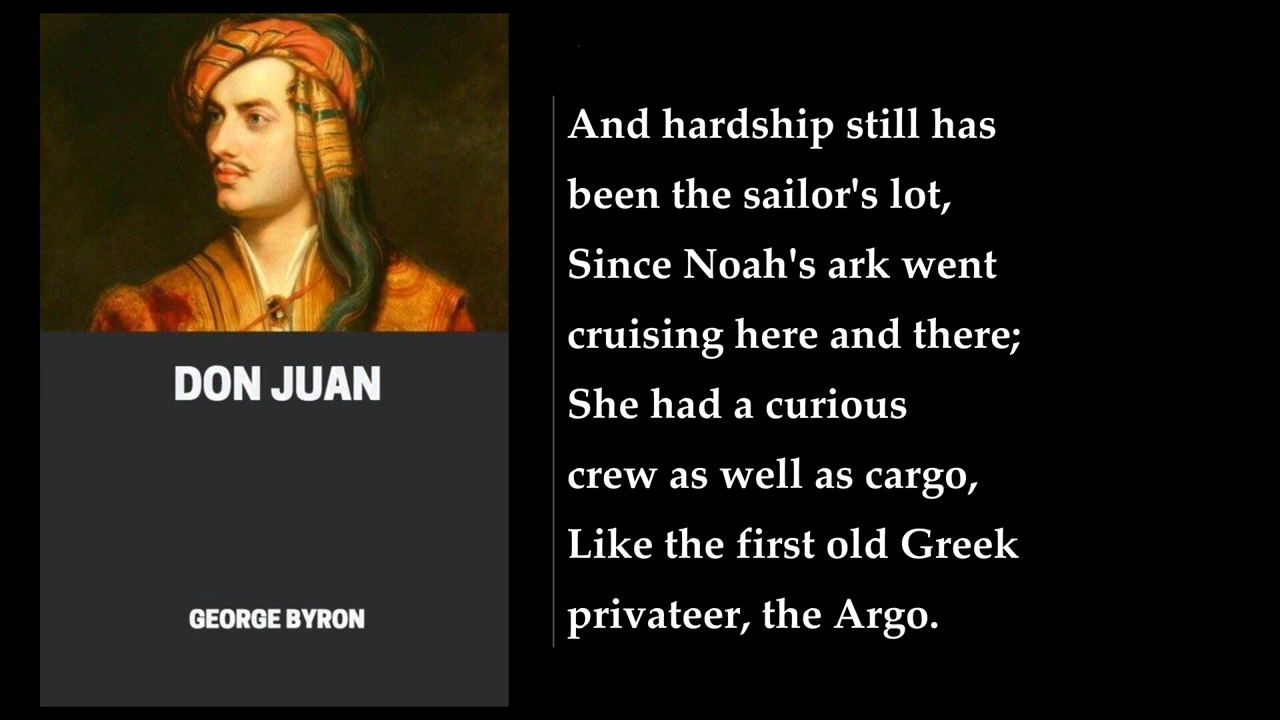 DON JUAN
GEORGE BYRON
And hardship still has
been the sailor's lot,
Since Noah's ark went
cruising here and there;
She had a curious
crew as well as cargo,
Like the first old Greek
privateer, the Argo.